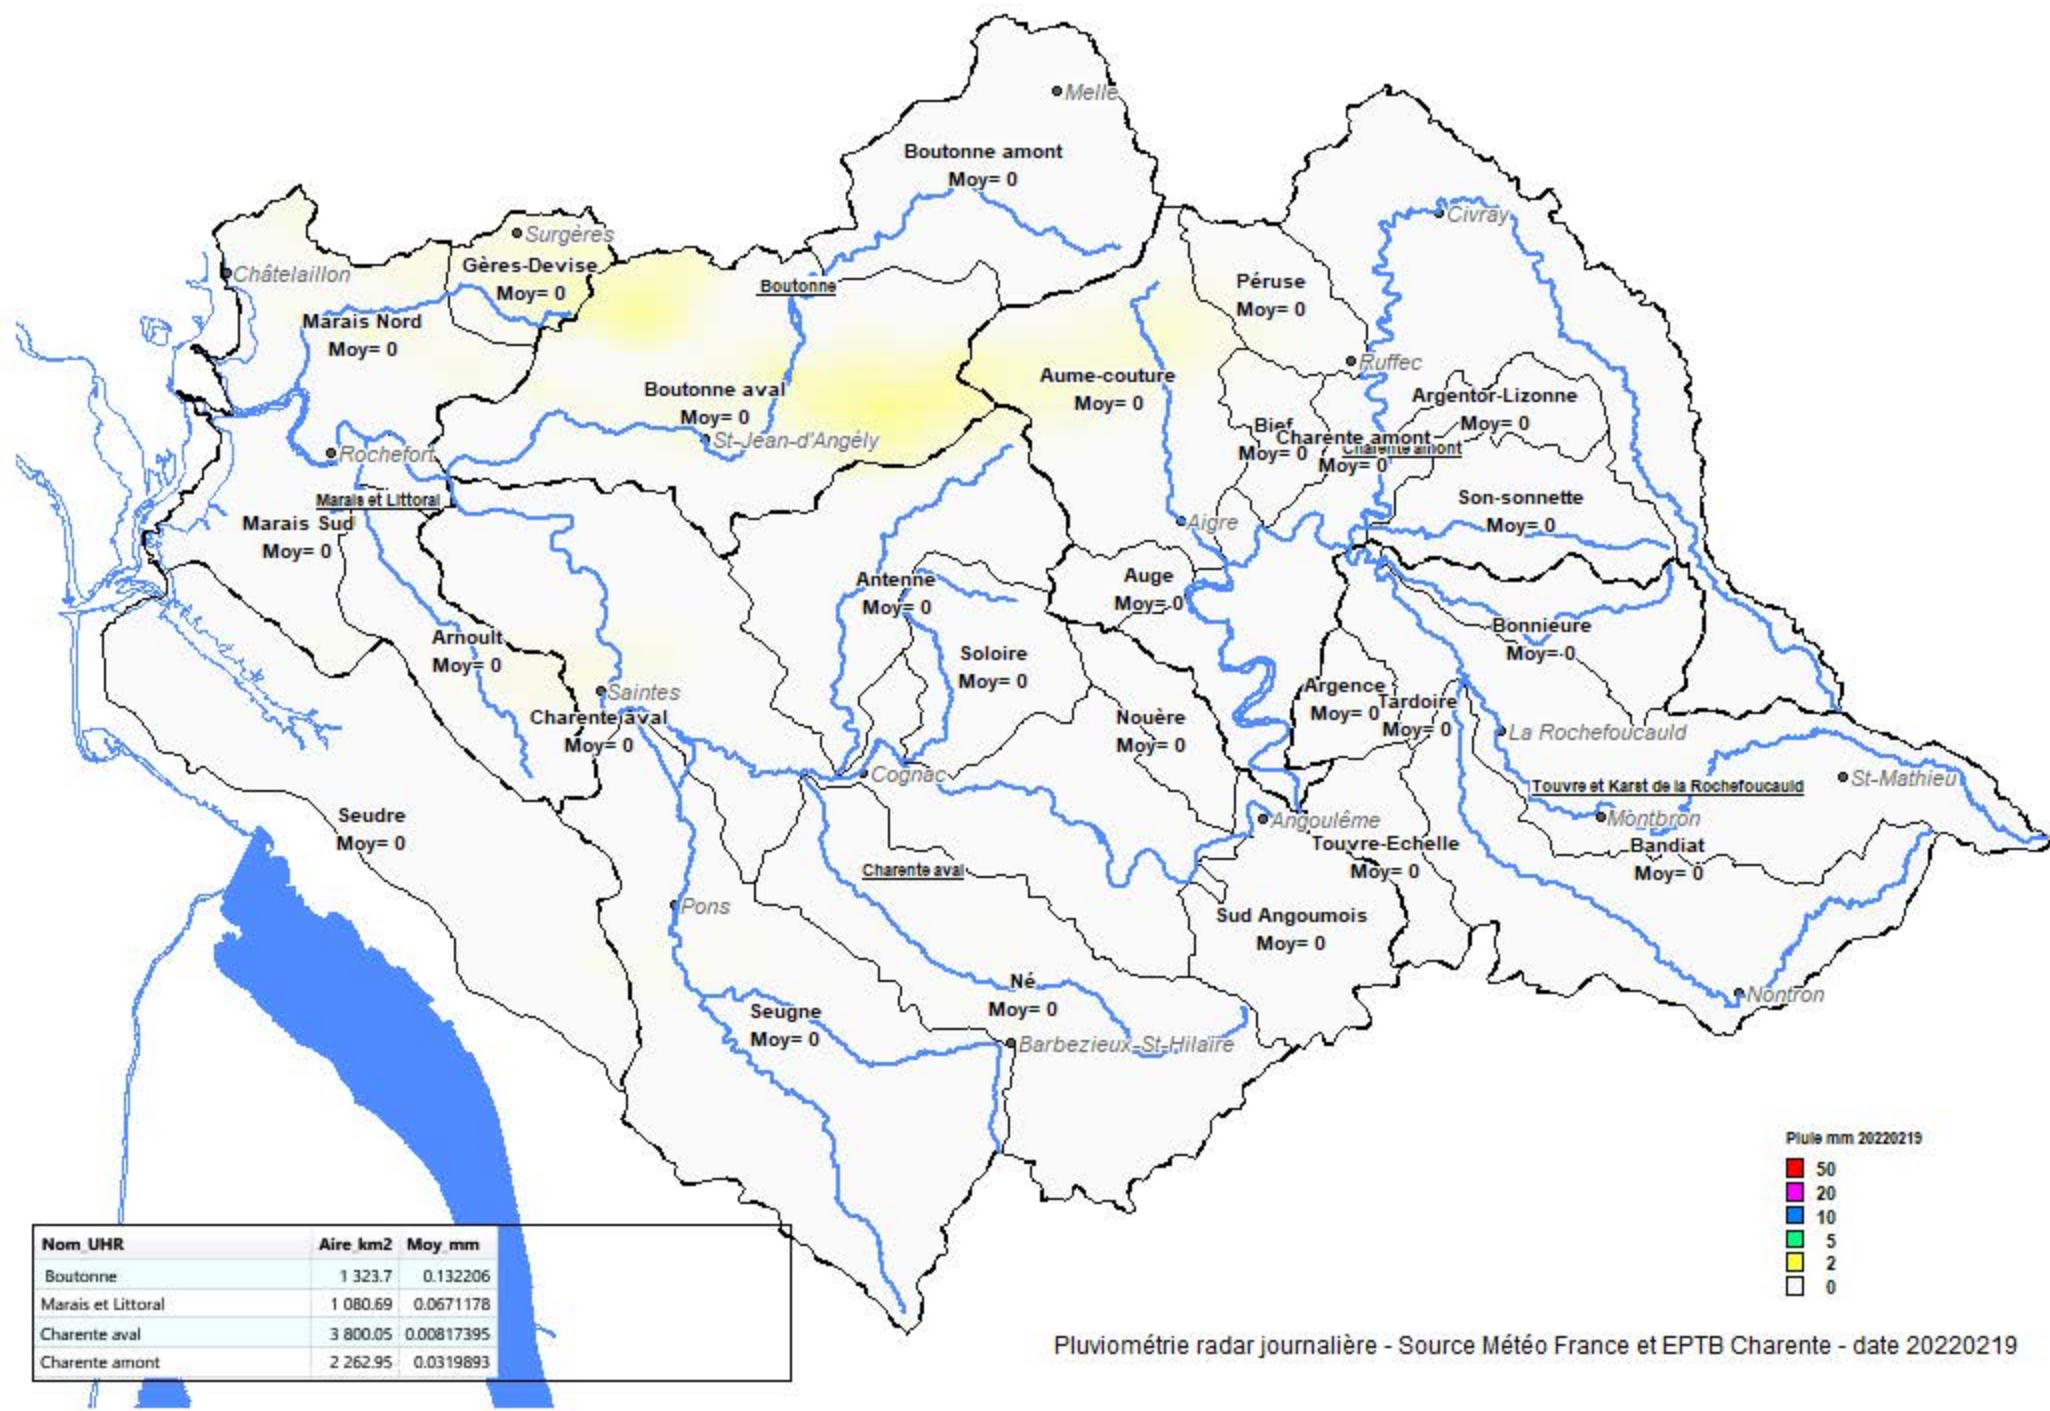 Melle
Boutonne amont
Moy= 0
Civray
Surgères
Châtelaillon
Gères-Devise
Moy= 0
Boutonne
Péruse
Moy= 0
Marais Nord
Moy= 0
Ruffec
Aume-couture
Moy= 0
Boutonne aval
Moy= 0
Argentor-Lizonne
Moy= 0
St-Jean-d'Angély
Bief
Moy= 0
Charente amont
Moy= 0
Charente amont
Rochefort
Marais et Littoral
Son-sonnette
Moy= 0
Marais Sud
Moy= 0
Aigre
Antenne
Moy= 0
Auge
Moy= 0
Bonnieure
Moy= 0
Arnoult
Moy= 0
Soloire
Moy= 0
Saintes
Argence
Moy= 0
Tardoire
Moy= 0
Charente aval
Moy= 0
Nouère
Moy= 0
La Rochefoucauld
Cognac
St-Mathieu
Touvre et Karst de la Rochefoucauld
Seudre
Moy= 0
Angoulême
Montbron
Touvre-Echelle
Moy= 0
Bandiat
Moy= 0
Charente aval
Pons
Sud Angoumois
Moy= 0
Né
Moy= 0
Nontron
Seugne
Moy= 0
Barbezieux-St-Hilaire
Pluie mm 20220219
50
20
10
5
2
0
Nom_UHR Aire_km2 Moy_mm
Boutonne 1 323.7 0.132206
Marais et Littoral 1 080.69 0.0671178
Charente aval 3 800.05 0.00817395
Charente amont 2 262.95 0.0319893
Pluviométrie radar journalière - Source Météo France et EPTB Charente - date 20220219